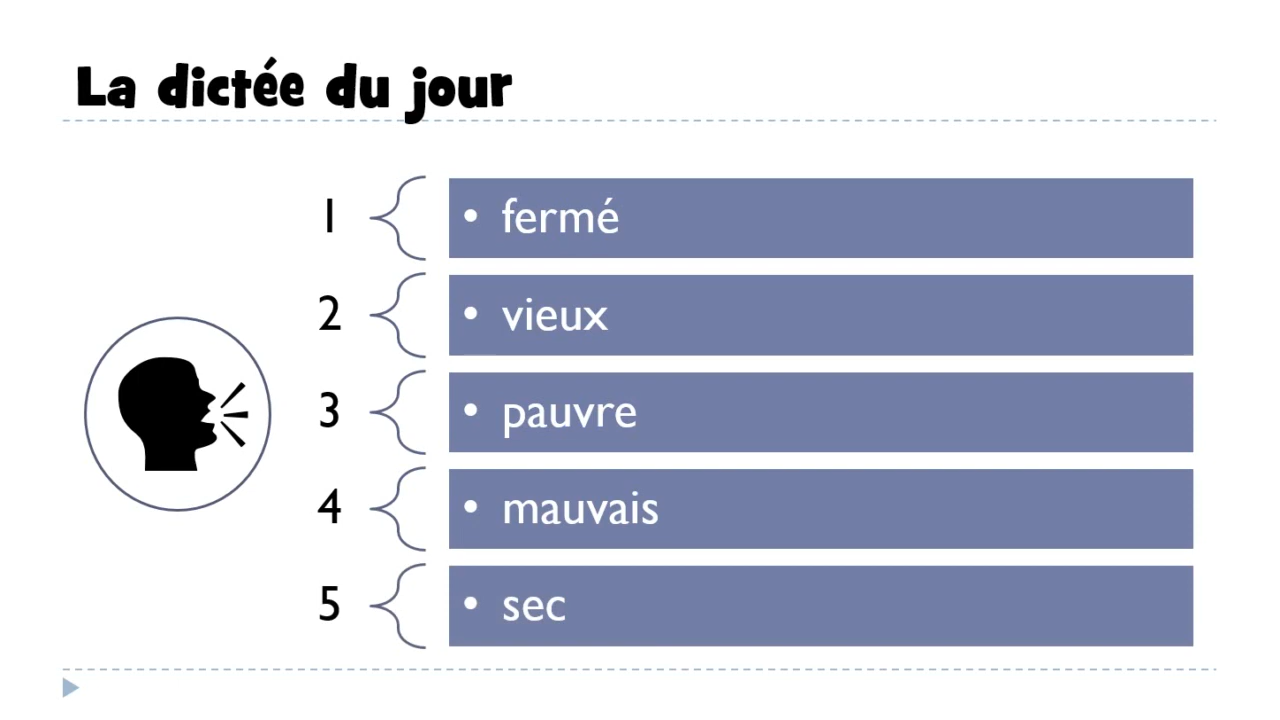 La dictée du jour
1
• fermé
2
• vieux
3
• pauvre
4
• mauvais
5
• sec